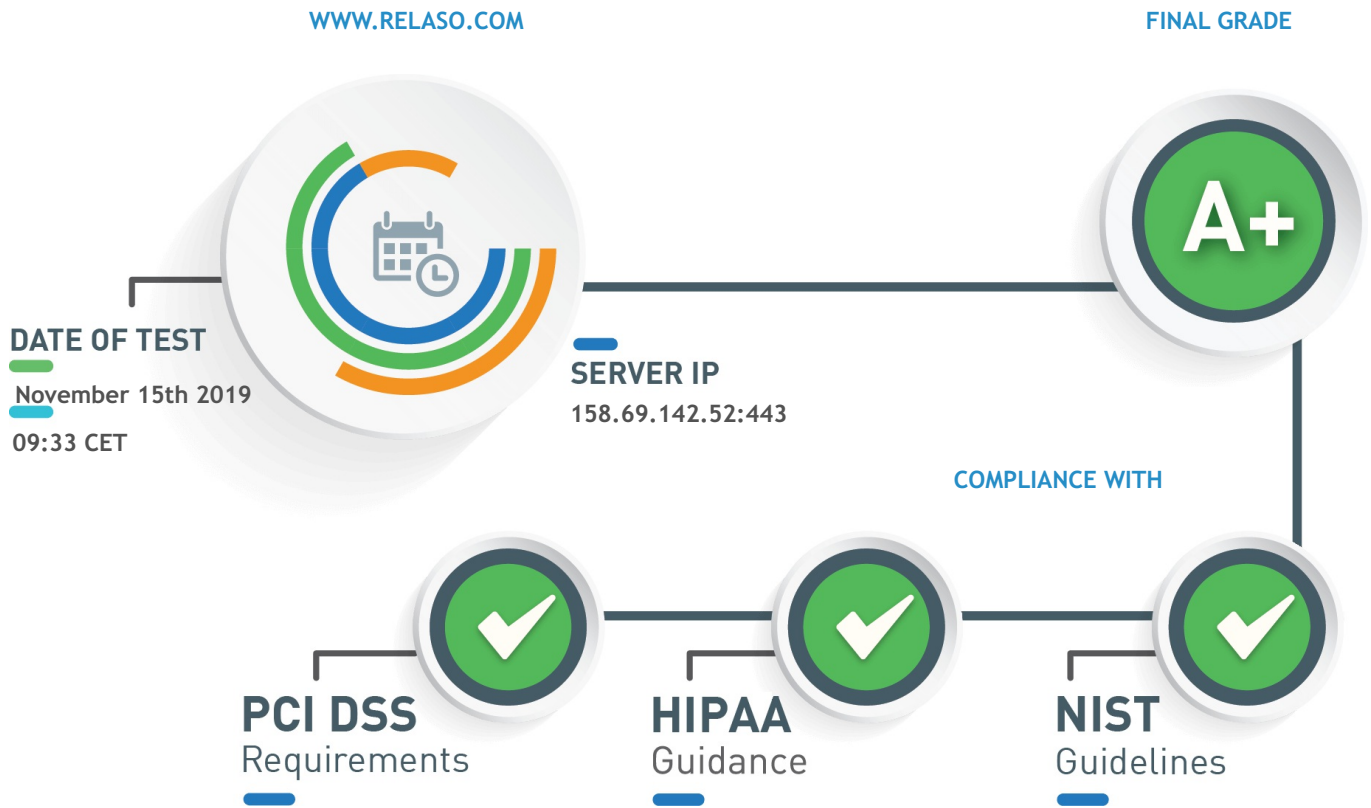 WWW.RELASO.COM
FINAL GRADE
A+
DATE OF TEST
November 15th 2019
09:33 CET
SERVER IP
158.69.142.52:443
COMPLIANCE WITH
PCI DSS
Requirements
HIPAA
Guidance
NIST
Guidelines